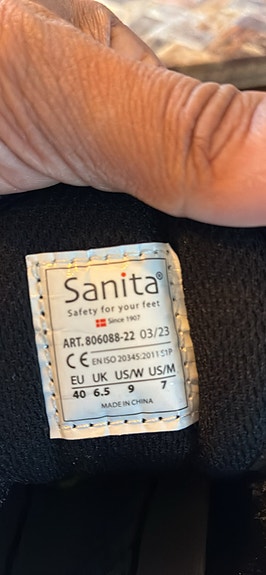 Sanita®
Safety for your feet
Since 1907
ART. 806088-22 03/23
CE EN ISO 20345:2011 S1P
EU UK US/W US/M
40 6.5 9 7
MADE IN CHINA